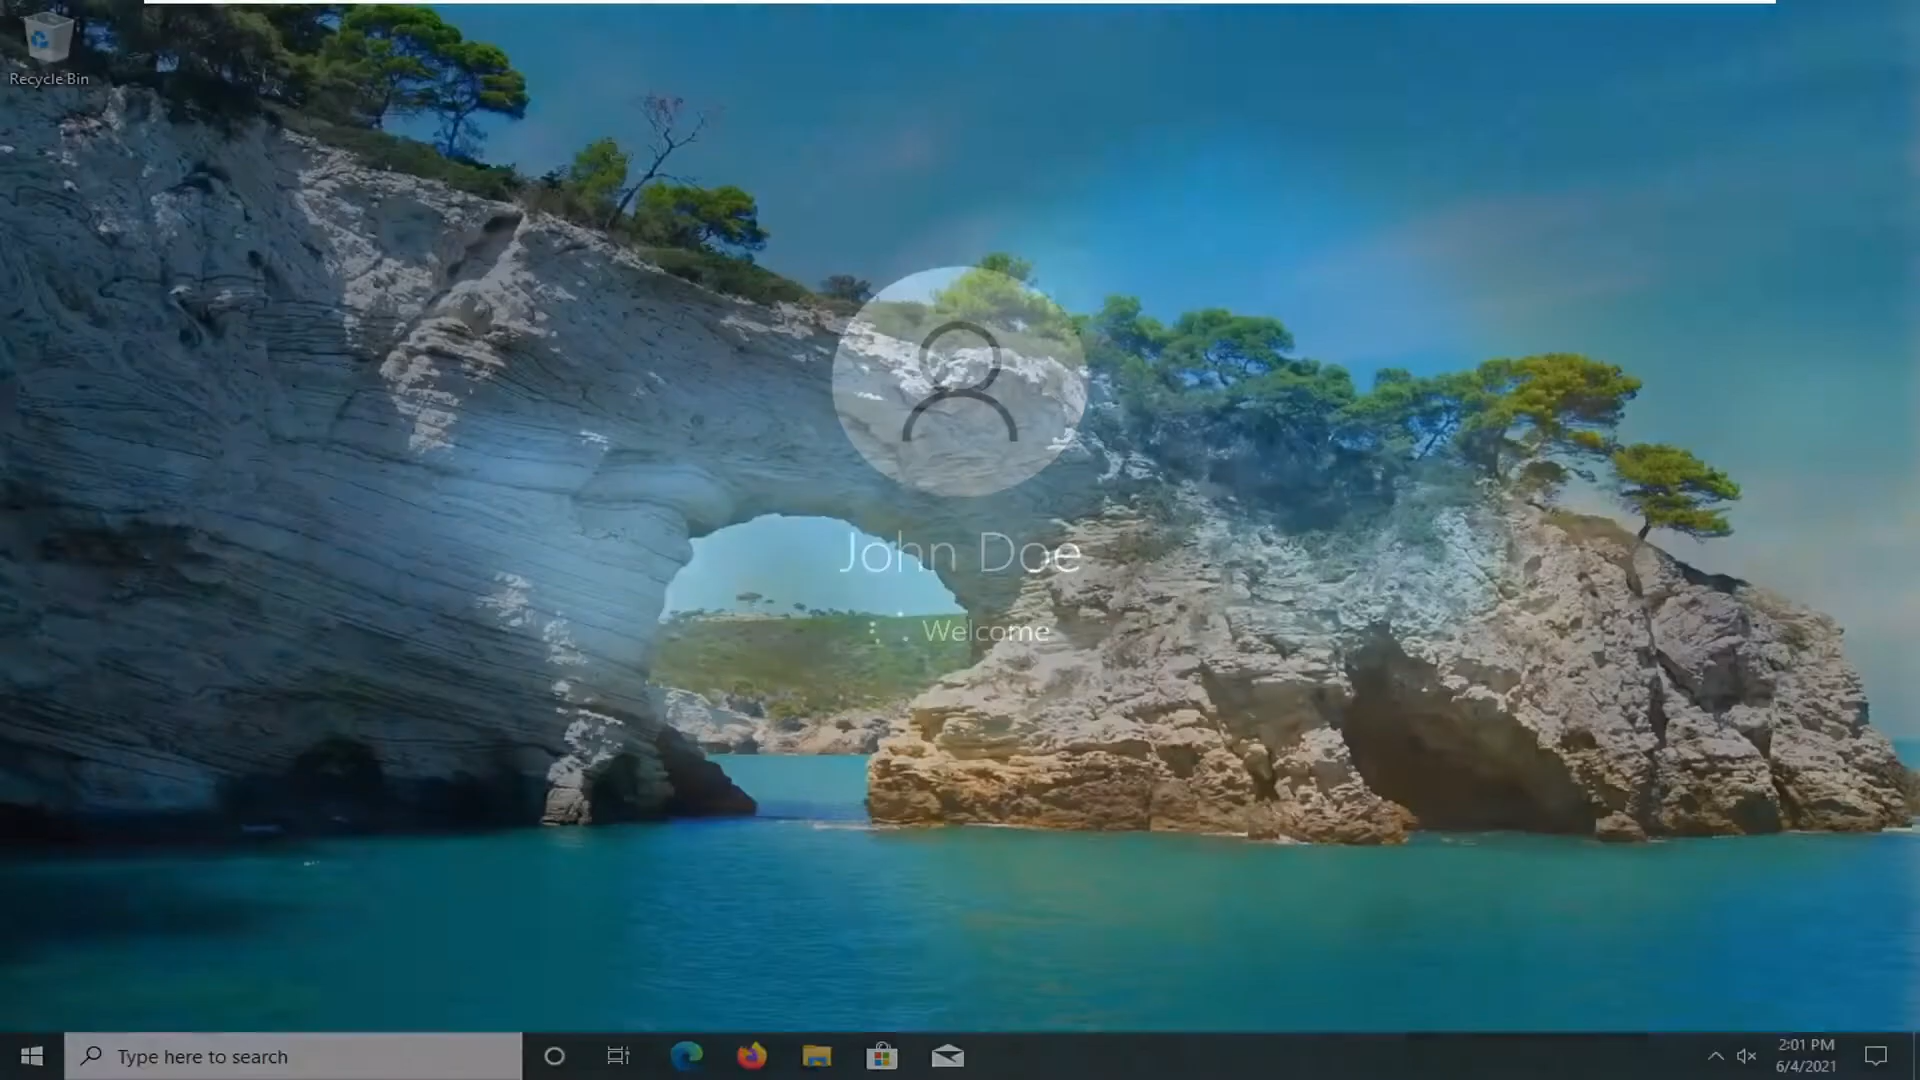 Recycle Bin
John Doe
Welcome
Type here to search
2:01 PM
6/4/2021